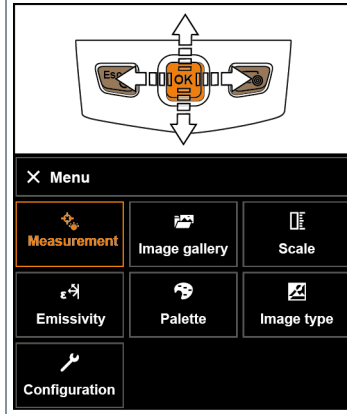 Esc
OK
Menu
Measurement
Image gallery
Scale
Emissivity
Palette
Image type
Configuration